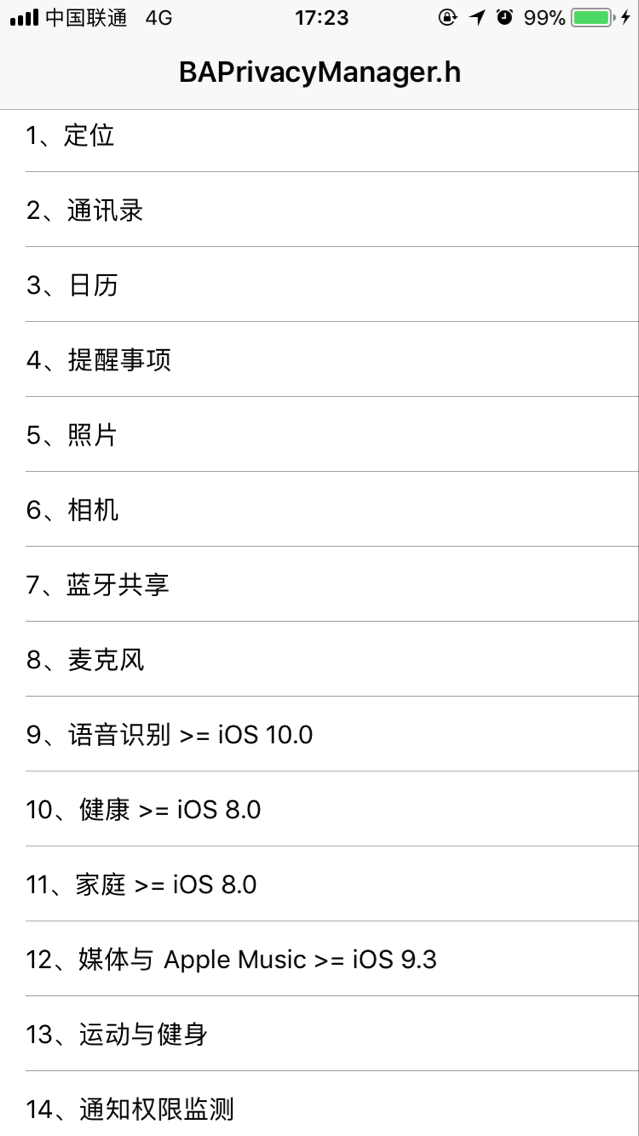 中国联通 4G 17:23 99%
BAPrivacyManager.h
1、定位
2、通讯录
3、日历
4、提醒事项
5、照片
6、相机
7、蓝牙共享
8、麦克风
9、语音识别 >= iOS 10.0
10、健康 >= iOS 8.0
11、家庭 >= iOS 8.0
12、媒体与 Apple Music >= iOS 9.3
13、运动与健身
14、通知权限监测